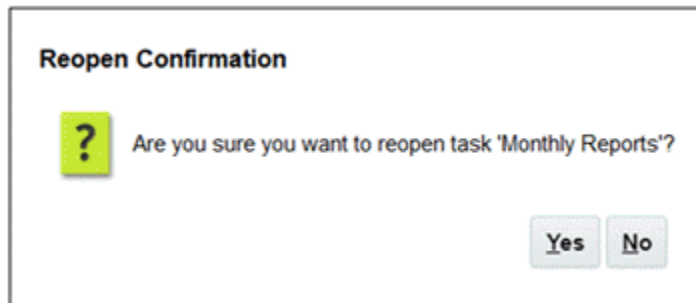 Reopen Confirmation
?
Are you sure you want to reopen task 'Monthly Reports'?
Yes No